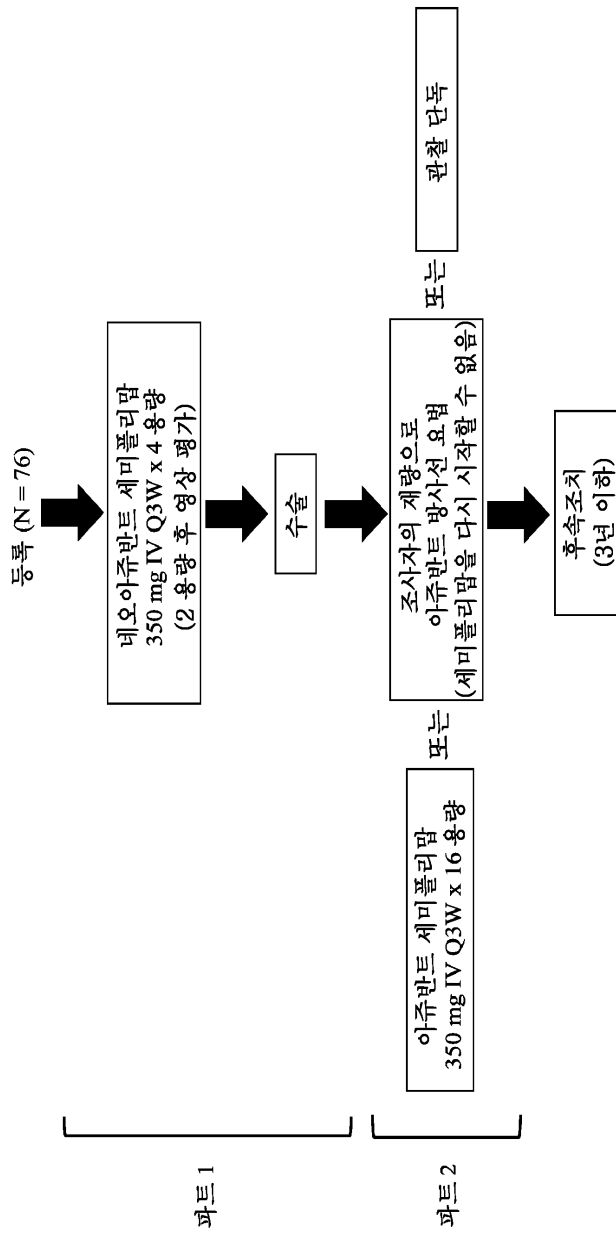 등록 (N = 76)
파트 1
네오아쥬반트 세미플리맙
350 mg IV Q3W x 4 용량
(2 용량 후 영상 평가)
수술
파트 2
아쥬반트 세미플리맙
350 mg IV Q3W x 16 용량
또는
조사자의 재량으로
아쥬반트 방사선 요법
(세미플리맙을 다시 시작할 수 없음)
또는
관찰 단독
후속조치
(3년 이하)